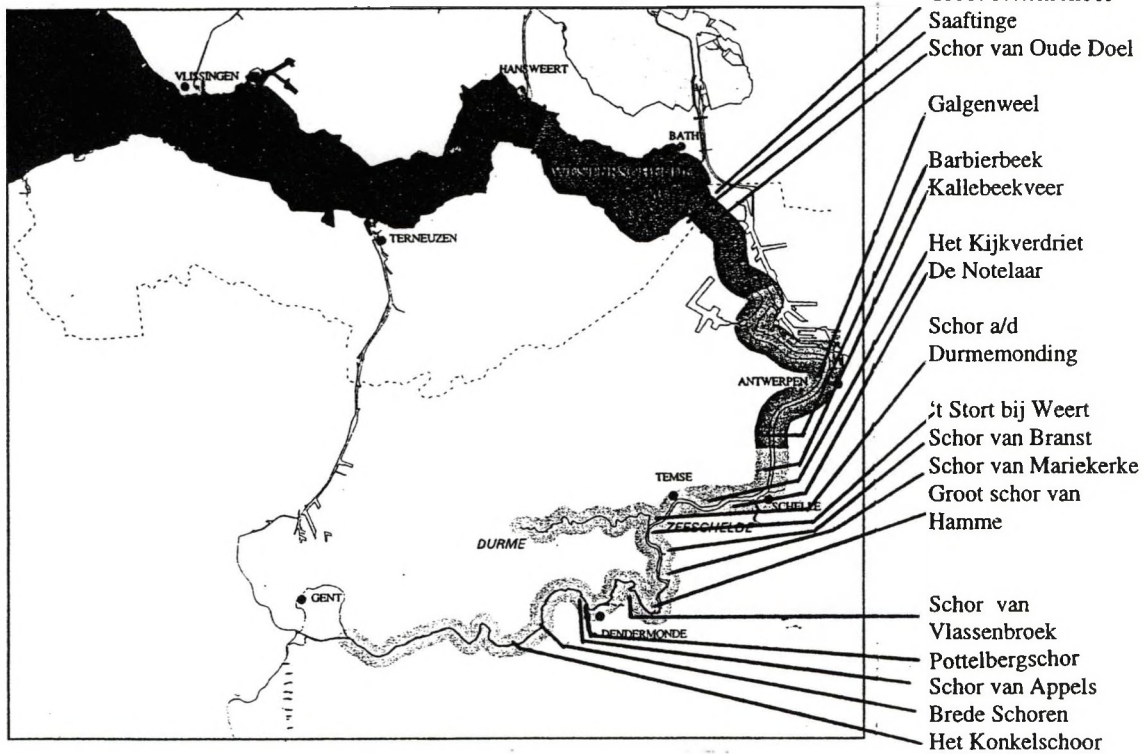 Saaftinge
Schor van Oude Doel
Galgenweel
Barbierbeek
Kallebeekveer
Het Kijkverdriet
De Notelaar
Schor a/d
Durmemonding
't Stort bij Weert
Schor van Branst
Schor van Mariekerke
Groot schor van
Hamme
Schor van
Vlassenbroek
Pottelbergschor
Schor van Appels
Brede Schoren
Het Konkelschoor
VLISSINGEN
HANSWEERT
BATH
WESTERSCHELDE
TERNEUZEN
ANTWERPEN
TEMSE
SCHELLE
ZEESCHELDE
DURME
GENT
DENDERMONDE